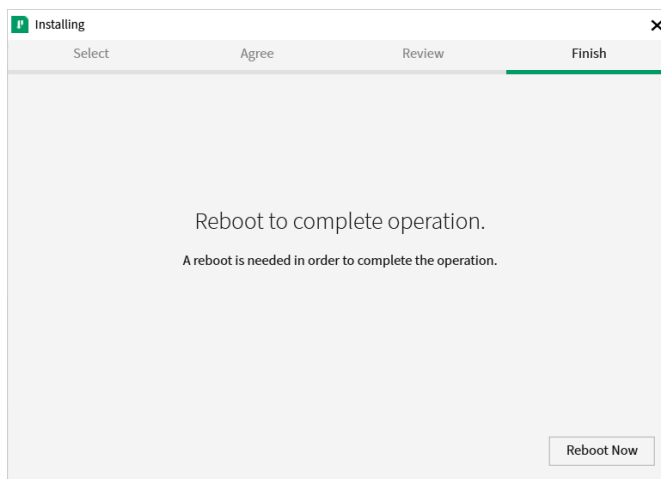 Installing
Select Agree Review Finish
Reboot to complete operation.
A reboot is needed in order to complete the operation.
Reboot Now